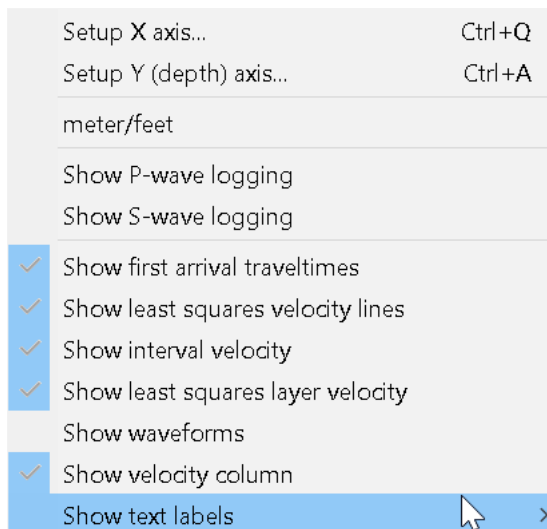 Setup X axis... Ctrl+Q
Setup Y (depth) axis... Ctrl+A
meter/feet
Show P-wave logging
Show S-wave logging
Show first arrival traveltimes
Show least squares velocity lines
Show interval velocity
Show least squares layer velocity
Show waveforms
Show velocity column
Show text labels